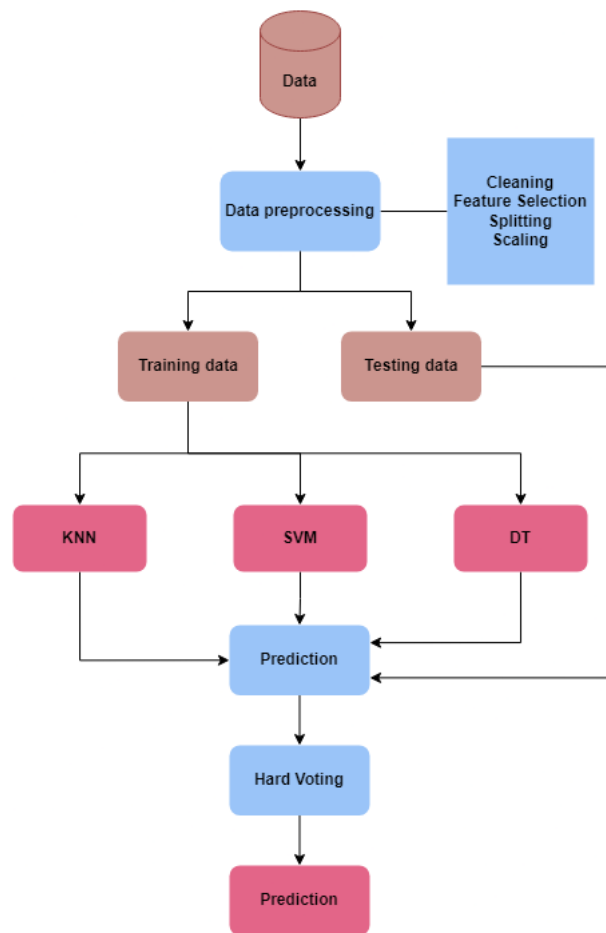 Data
Data preprocessing
Cleaning
Feature Selection
Splitting
Scaling
Training data
Testing data
KNN
SVM
DT
Prediction
Hard Voting
Prediction